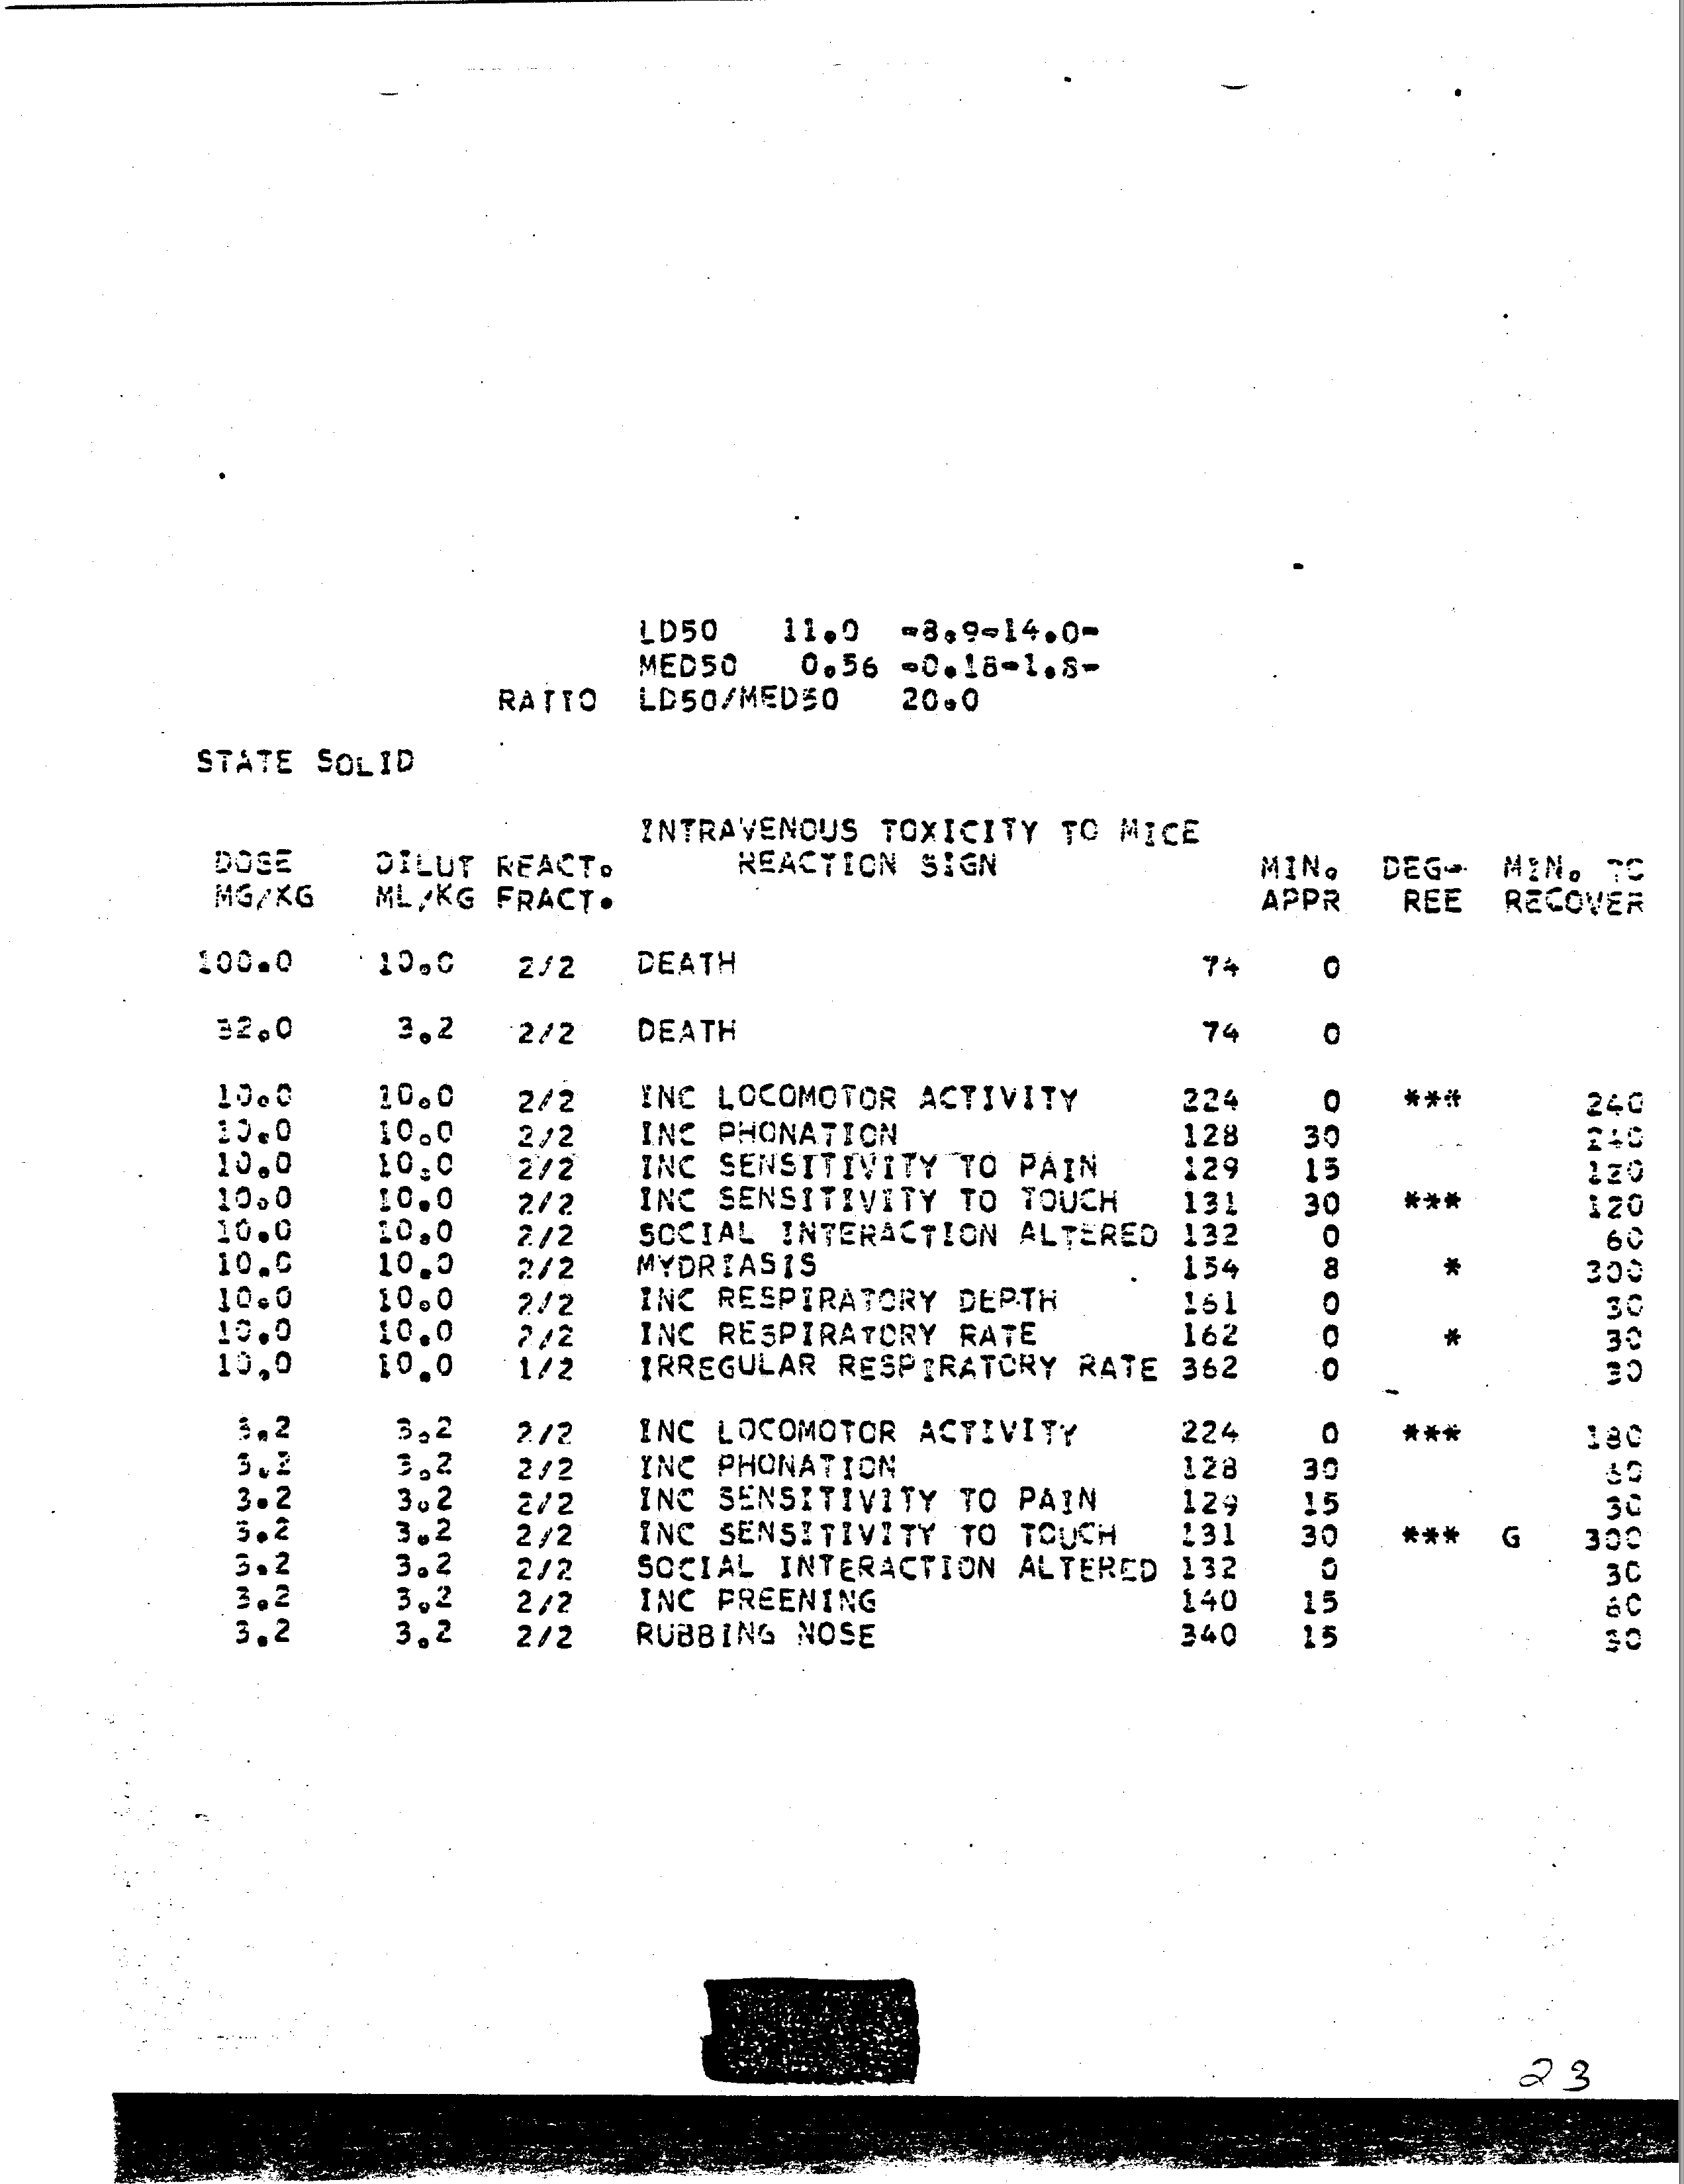 LD50 11.0 -8.9-14.0-
MED50 0.56 -0.18-1.8-
RATIO LD50/MED50 20.0
STATE SOLID
INTRAVENOUS TOXICITY TO MICE
DOSE DILUT REACT. REACTION SIGN MIN. DEG- MIN. TO
MG/KG ML/KG FRACT. APPR REE RECOVER
100.0 10.0 2/2 DEATH 74 0
32.0 3.2 2/2 DEATH 74 0
10.0 10.0 2/2 INC LOCOMOTOR ACTIVITY 224 0 *** 240
10.0 10.0 2/2 INC PHONATION 128 30 240
10.0 10.0 2/2 INC SENSITIVITY TO PAIN 129 15 120
10.0 10.0 2/2 INC SENSITIVITY TO TOUCH 131 30 *** 120
10.0 10.0 2/2 SOCIAL INTERACTION ALTERED 132 0 60
10.0 10.0 2/2 MYDRIASIS 154 8 * 300
10.0 10.0 2/2 INC RESPIRATORY DEPTH 161 0 30
10.0 10.0 2/2 INC RESPIRATORY RATE 162 0 * 30
10.0 10.0 1/2 IRREGULAR RESPIRATORY RATE 362 0 30
3.2 3.2 2/2 INC LOCOMOTOR ACTIVITY 224 0 *** 180
3.2 3.2 2/2 INC PHONATION 128 30 60
3.2 3.2 2/2 INC SENSITIVITY TO PAIN 129 15 30
3.2 3.2 2/2 INC SENSITIVITY TO TOUCH 131 30 *** G 300
3.2 3.2 2/2 SOCIAL INTERACTION ALTERED 132 0 30
3.2 3.2 2/2 INC PREENING 140 15 60
3.2 3.2 2/2 RUBBING NOSE 340 15 30
23